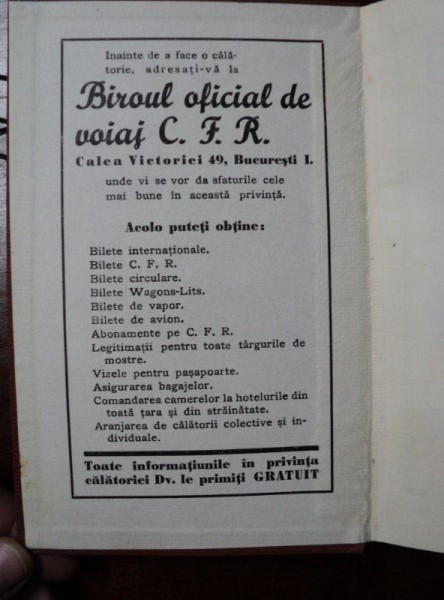 Inainte de a face o călă-
torie, adresați-vă la
Biroul oficial de
voiaj C. F. R.
Calea Victoriei 49, București I.
unde vi se vor da sfaturile cele
mai bune în această privință.
Acolo puteți obține:
Bilete internaționale.
Bilete C. F. R.
Bilete circulare.
Bilete Wagons-Lits.
Bilete de vapor.
Bilete de avion.
Abonamente pe C. F. R.
Legitimații pentru toate târgurile de
mostre.
Vizele pentru pașapoarte.
Asigurarea bagajelor.
Comandarea camerelor la hotelurile din
toată țara și din străinătate.
Aranjarea de călătorii colective și in-
dividuale.
Toate informațiunile în privința
călătoriei Dv. le primiți GRATUIT